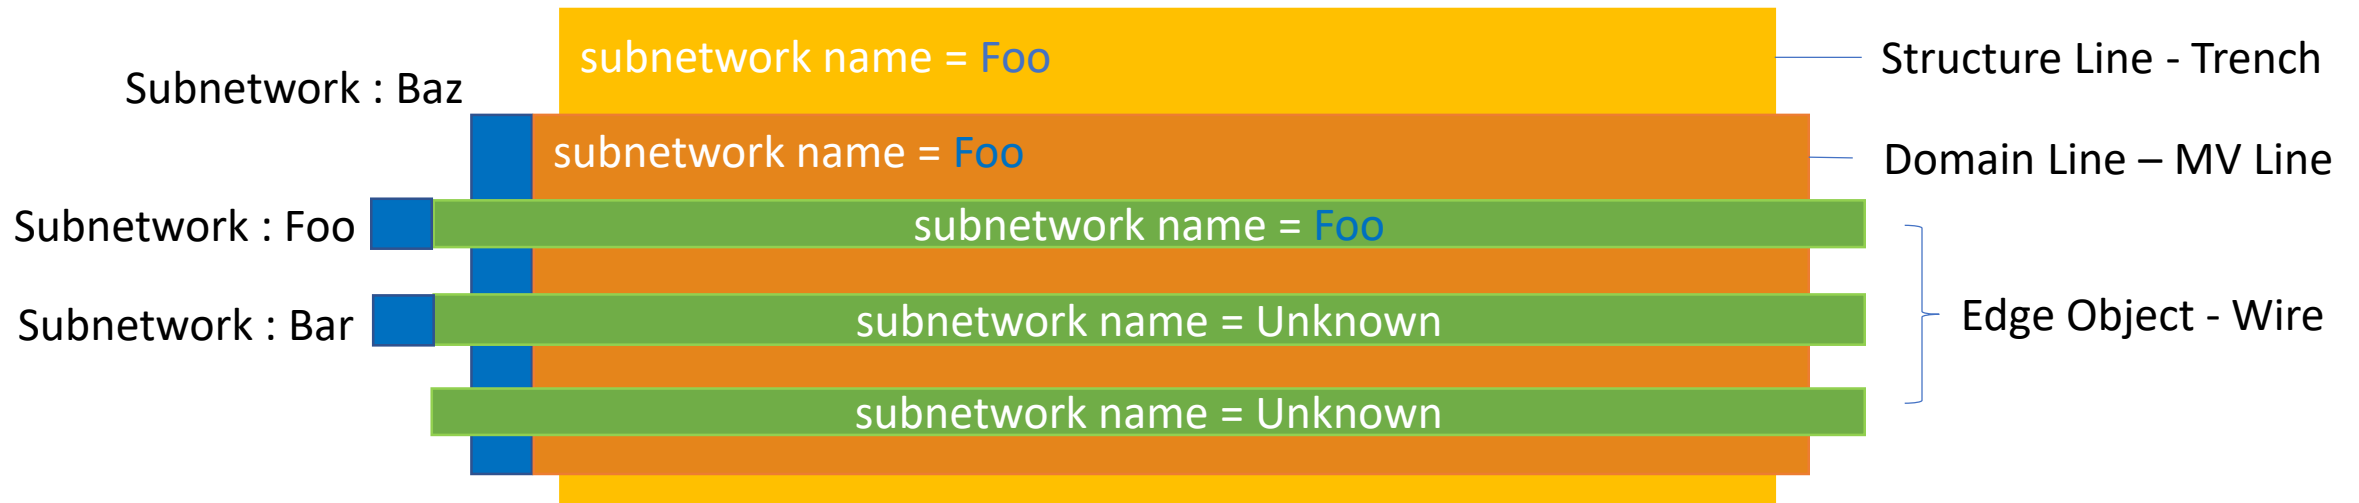 subnetwork name = Foo
Structure Line - Trench
Subnetwork : Baz
subnetwork name = Foo
Domain Line – MV Line
Subnetwork : Foo
subnetwork name = Foo
Subnetwork : Bar
subnetwork name = Unknown
Edge Object - Wire
subnetwork name = Unknown